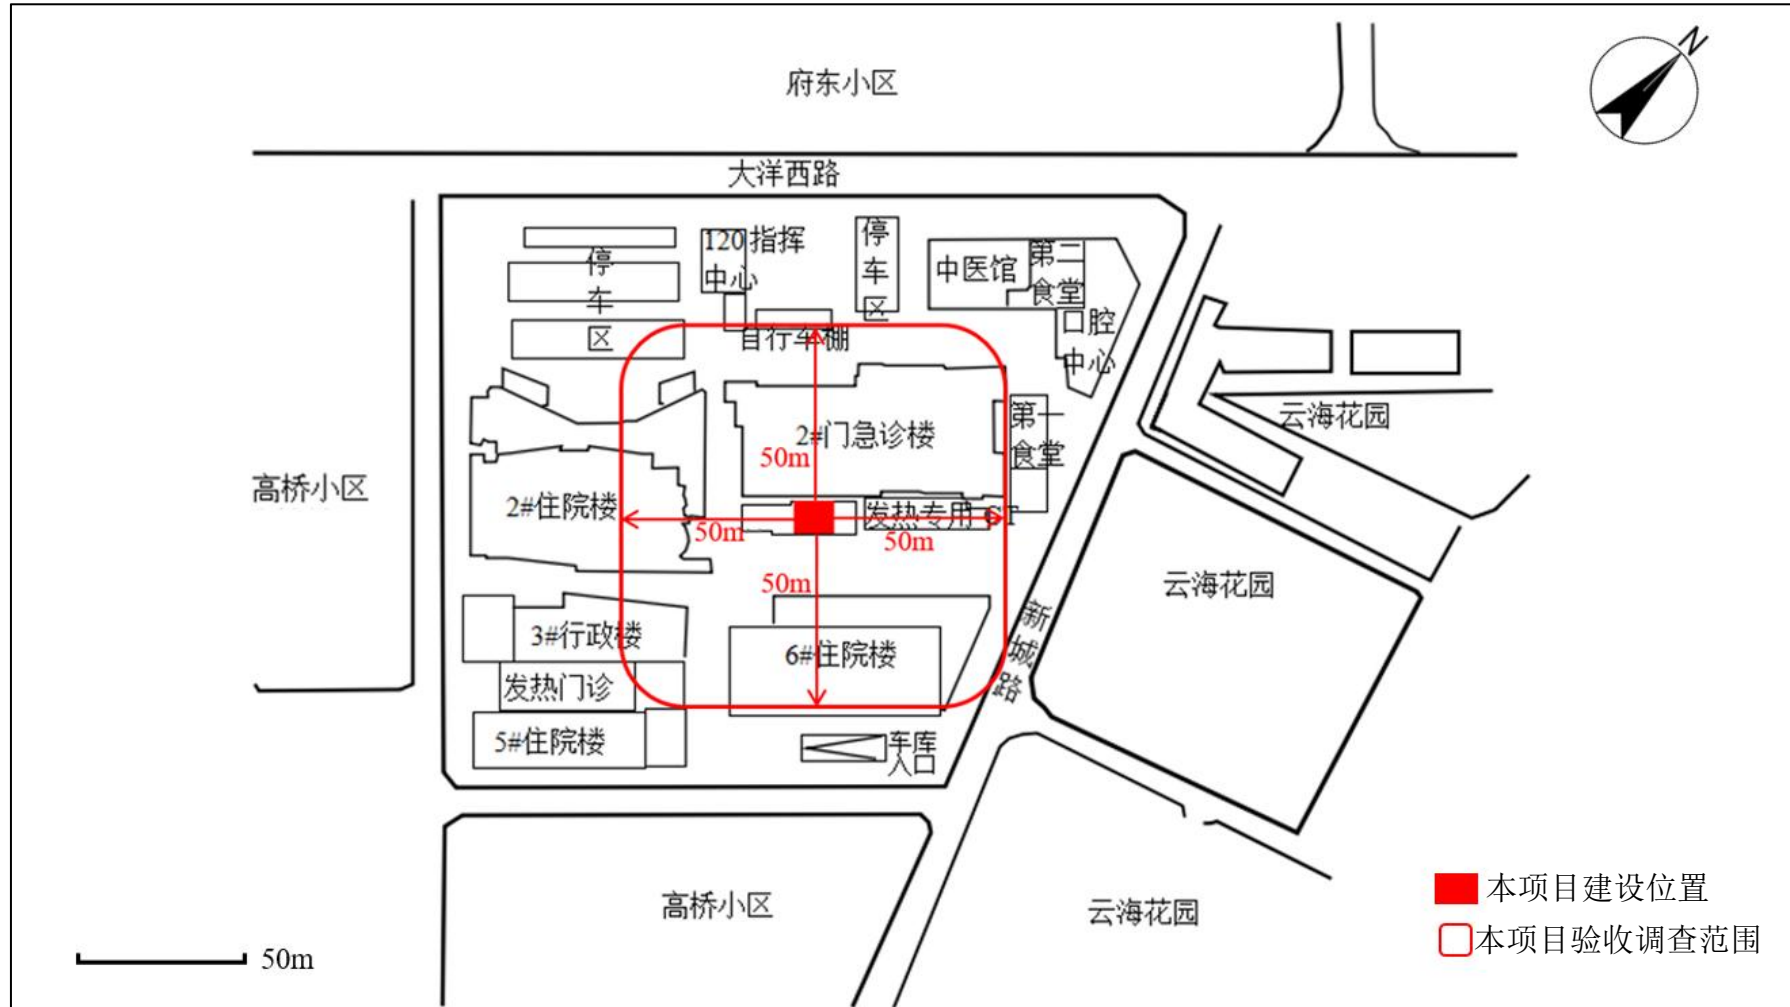 N
府东小区
大洋西路
120 指挥
中心
停
车
区
停
车
区
中医馆
第二
食堂
口腔
中心
自行车棚
云海花园
第一
食堂
2#门急诊楼
50m
高桥小区
2#住院楼
发热专用 CT
50m
50m
50m
云海花园
新
城
路
3#行政楼
6#住院楼
发热门诊
5#住院楼
车库
入口
高桥小区
云海花园
本项目建设位置
本项目验收调查范围
50m